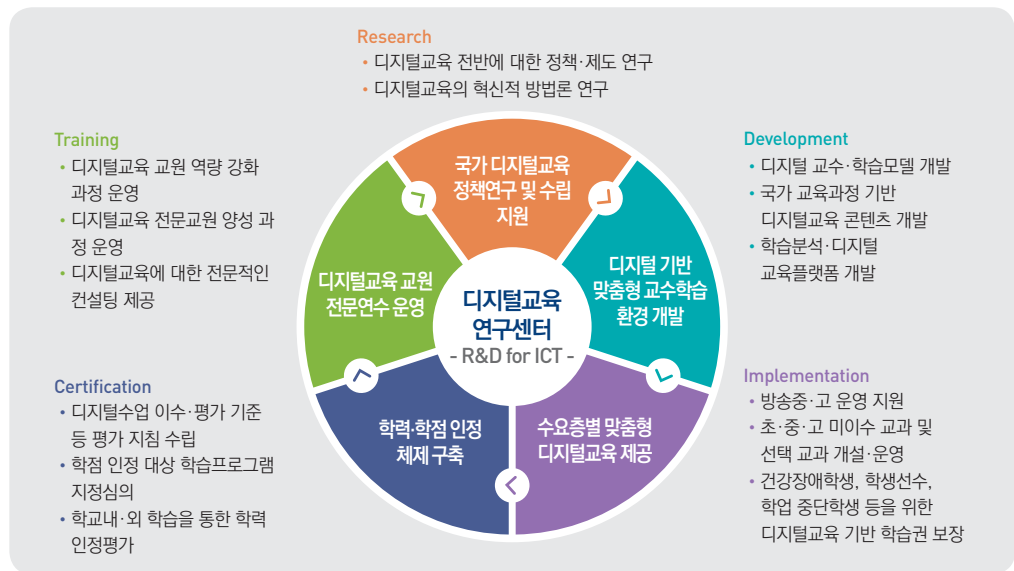 Research
• 디지털교육 전반에 대한 정책·제도 연구
• 디지털교육의 혁신적 방법론 연구
Training
• 디지털교육 교원 역량 강화
과정 운영
• 디지털교육 전문교원 양성 과
정 운영
• 디지털교육에 대한 전문적인
컨설팅 제공
Development
• 디지털 교수·학습모델 개발
• 국가 교육과정 기반
디지털교육 콘텐츠 개발
• 학습분석·디지털
교육플랫폼 개발
국가 디지털교육
정책연구 및 수립
지원
디지털 기반
맞춤형 교수학습
환경 개발
디지털교육 교원
전문연수 운영
디지털교육
연구센터
- R&D for ICT -
학력·학점 인정
체제 구축
수요층별 맞춤형
디지털교육 제공
Certification
• 디지털수업 이수·평가 기준
등 평가 지침 수립
• 학점 인정 대상 학습프로그램
지정심의
• 학교내·외 학습을 통한 학력
인정평가
Implementation
• 방송중·고 운영 지원
• 초·중·고 미이수 교과 및
선택 교과 개설·운영
• 건강장애학생, 학생선수,
학업 중단학생 등을 위한
디지털교육 기반 학습권 보장